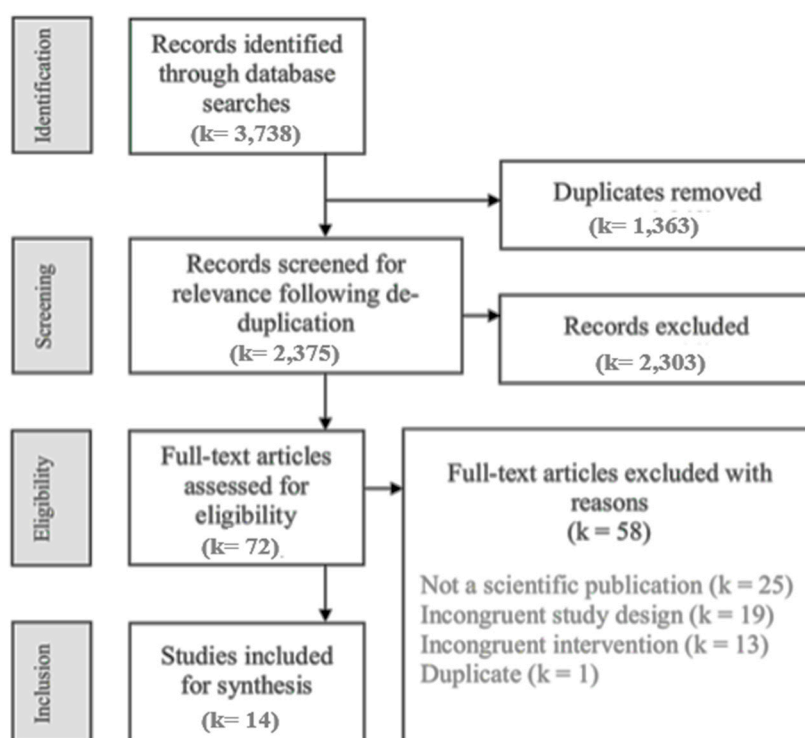 Identification
Records identified
through database
searches
(k= 3,738)
Duplicates removed
(k= 1,363)
Screening
Records screened for
relevance following de-
duplication
(k= 2,375)
Records excluded
(k= 2,303)
Eligibility
Full-text articles
assessed for
eligibility
(k= 72)
Full-text articles excluded with
reasons
(k = 58)
Not a scientific publication (k = 25)
Incongruent study design (k = 19)
Incongruent intervention (k = 13)
Duplicate (k = 1)
Inclusion
Studies included
for synthesis
(k= 14)